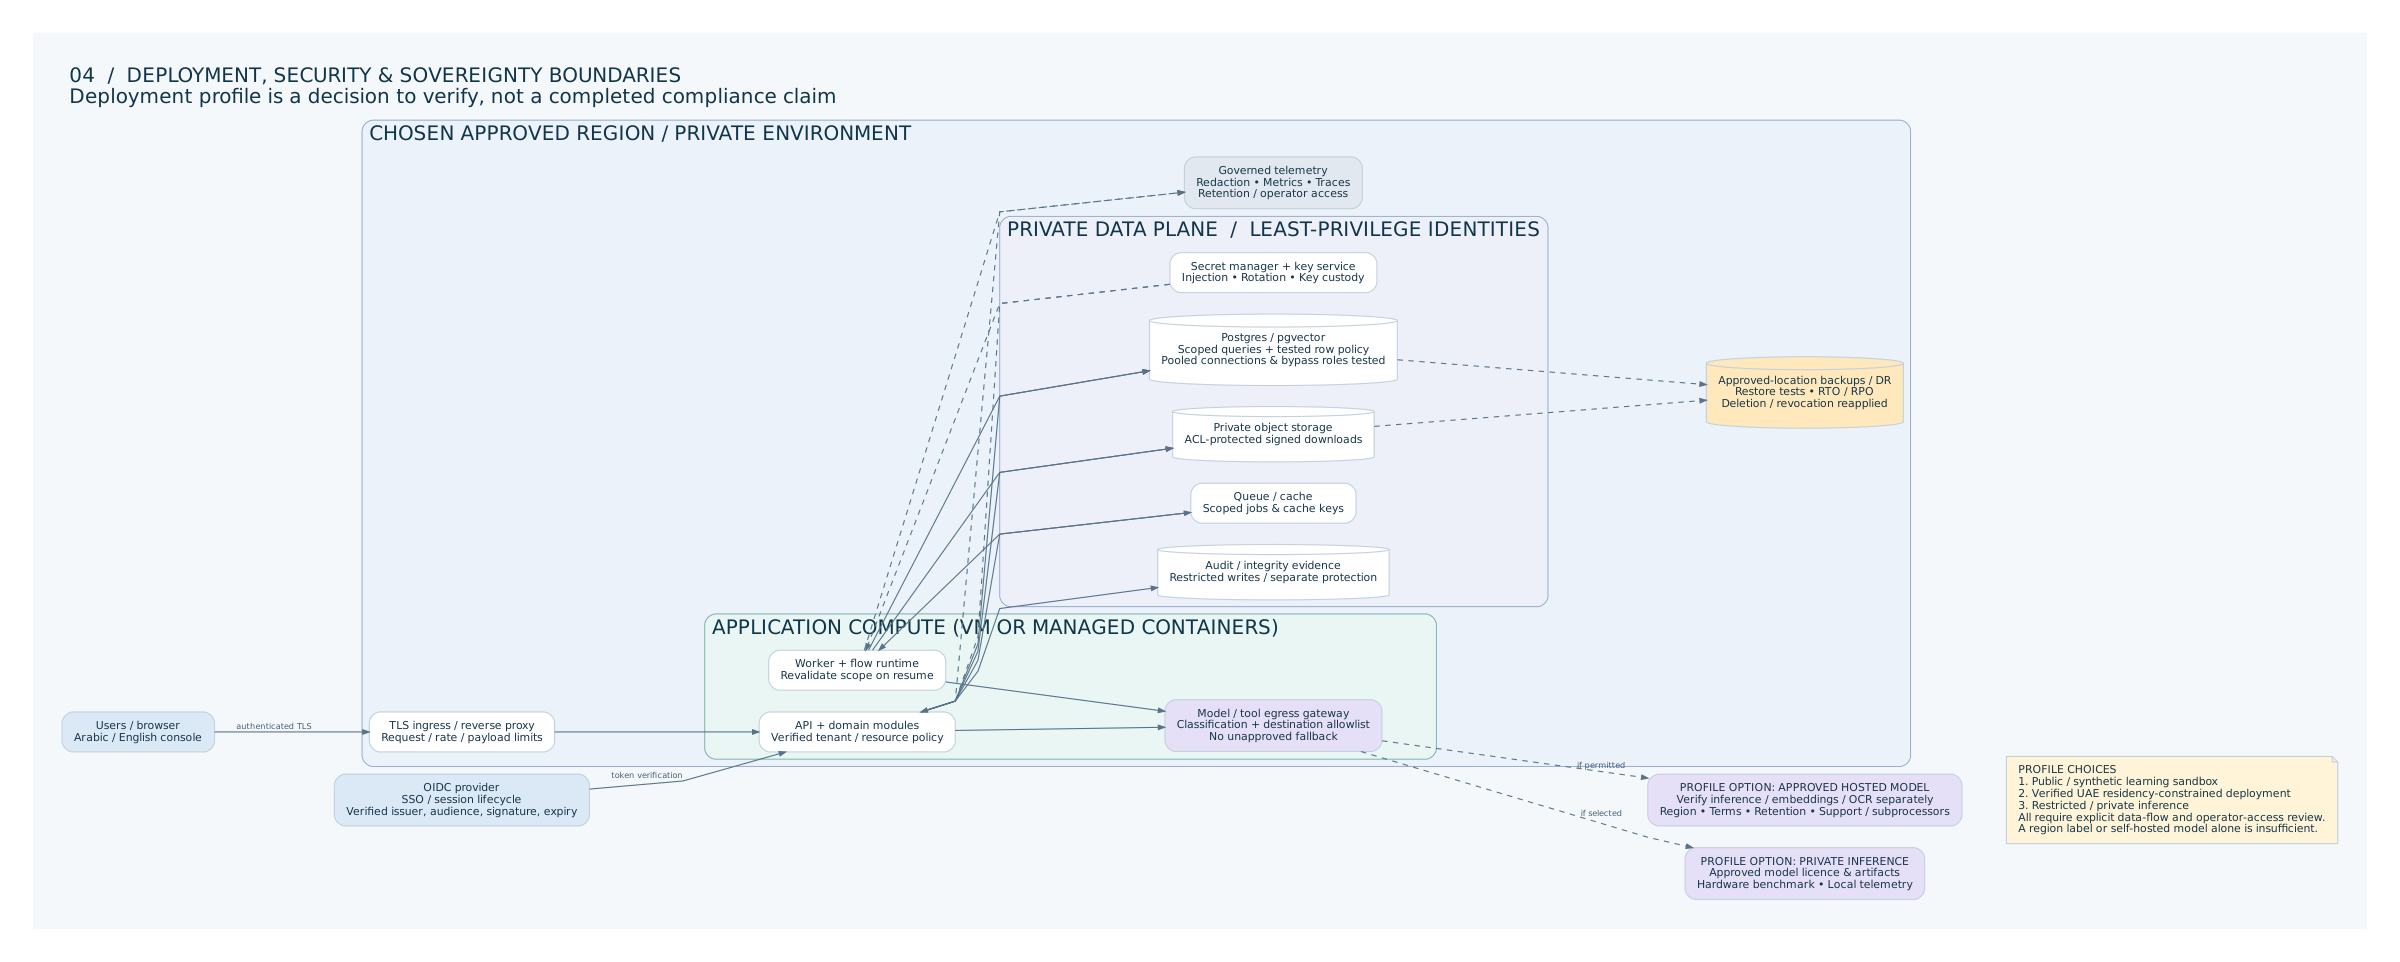 04 / DEPLOYMENT, SECURITY & SOVEREIGNTY BOUNDARIES
Deployment profile is a decision to verify, not a completed compliance claim
CHOSEN APPROVED REGION / PRIVATE ENVIRONMENT
Governed telemetry
Redaction • Metrics • Traces
Retention / operator access
PRIVATE DATA PLANE / LEAST-PRIVILEGE IDENTITIES
Secret manager + key service
Injection • Rotation • Key custody
Postgres / pgvector
Scoped queries + tested row policy
Pooled connections & bypass roles tested
Approved-location backups / DR
Restore tests • RTO / RPO
Deletion / revocation reapplied
Private object storage
ACL-protected signed downloads
Queue / cache
Scoped jobs & cache keys
Audit / integrity evidence
Restricted writes / separate protection
APPLICATION COMPUTE (VM OR MANAGED CONTAINERS)
Worker + flow runtime
Revalidate scope on resume
Users / browser
Arabic / English console
authenticated TLS
TLS ingress / reverse proxy
Request / rate / payload limits
API + domain modules
Verified tenant / resource policy
Model / tool egress gateway
Classification + destination allowlist
No unapproved fallback
OIDC provider
SSO / session lifecycle
Verified issuer, audience, signature, expiry
token verification
if permitted
if selected
PROFILE OPTION: APPROVED HOSTED MODEL
Verify inference / embeddings / OCR separately
Region • Terms • Retention • Support / subprocessors
PROFILE OPTION: PRIVATE INFERENCE
Approved model licence & artifacts
Hardware benchmark • Local telemetry
PROFILE CHOICES
1. Public / synthetic learning sandbox
2. Verified UAE residency-constrained deployment
3. Restricted / private inference
All require explicit data-flow and operator-access review.
A region label or self-hosted model alone is insufficient.